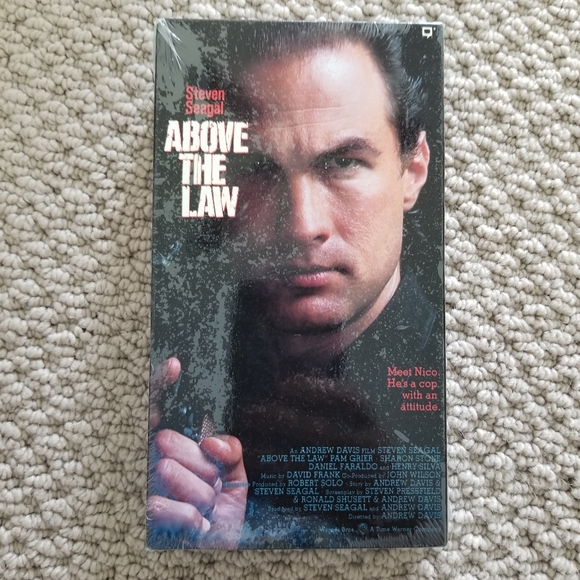 Steven
Seagal
ABOVE
THE
LAW
Meet Nico.
He's a cop
with an
attitude.
An ANDREW DAVIS FILM STEVEN SEAGAL
"ABOVE THE LAW" PAM GRIER · SHARON STONE
DANIEL FARALDO and HENRY SILVA
Music by DAVID FRANK Co-Produced by JOHN WILSON
Produced by ROBERT SOLO · Story by ANDREW DAVIS &
STEVEN SEAGAL · Screenplay by STEVEN PRESSFIELD
& RONALD SHUSETT & ANDREW DAVIS
Produced by STEVEN SEAGAL and ANDREW DAVIS
Directed by ANDREW DAVIS
Warner Bros. A Time Warner Company